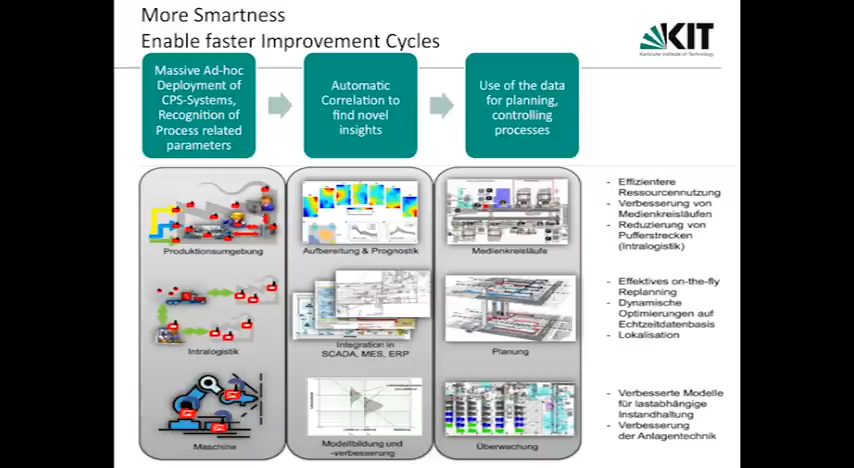 More Smartness
Enable faster Improvement Cycles
KIT
Karlsruhe Institute of Technology
Massive Ad-hoc
Deployment of
CPS-Systems,
Recognition of
Process related
parameters
Automatic
Correlation to
find novel
insights
Use of the data
for planning,
controlling
processes
Produktionsumgebung
Aufbereitung & Prognostik
Medienkreisläufe
- Effizientere
Ressourcennutzung
- Verbesserung von
Medienkreisläufen
- Reduzierung von
Pufferstrecken
(Intralogistik)
Intralogistik
Integration in
SCADA, MES, ERP
Planung
- Effektives on-the-fly
Replanning
- Dynamische
Optimierungen auf
Echtzeitdatenbasis
- Lokalisation
Maschine
Modellbildung und
-verbesserung
Überwachung
- Verbesserte Modelle
für lastabhängige
Instandhaltung
- Verbesserung
der Anlagentechnik